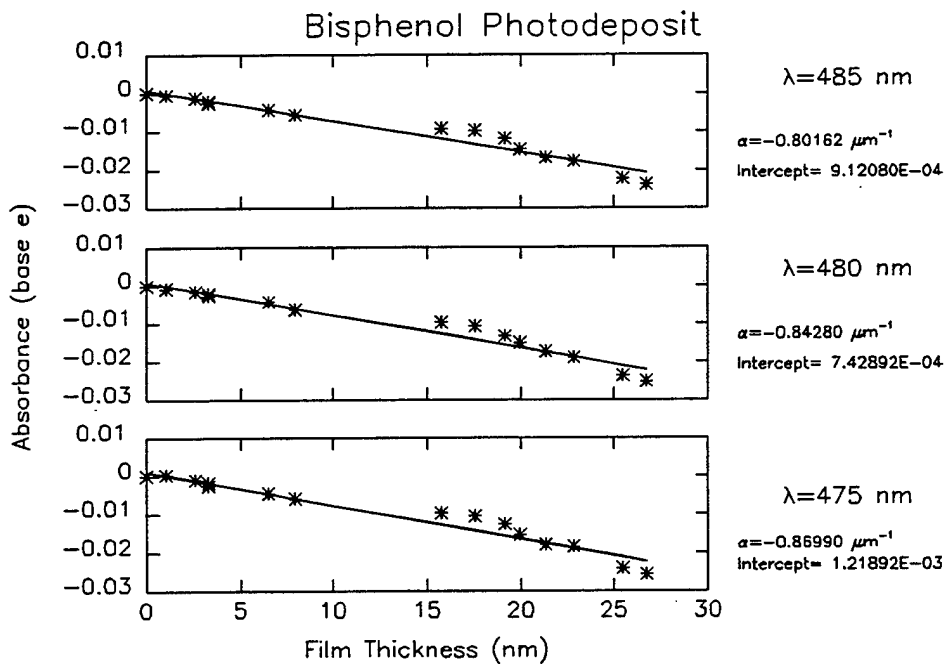 Bisphenol Photodeposit
0.01
0
−0.01
−0.02
−0.03
λ=485 nm
α=−0.80162 μm⁻¹
Intercept= 9.12080E−04
0.01
0
−0.01
−0.02
−0.03
λ=480 nm
α=−0.84280 μm⁻¹
Intercept= 7.42892E−04
0.01
0
−0.01
−0.02
−0.03
λ=475 nm
α=−0.86990 μm⁻¹
Intercept= 1.21892E−03
Absorbance (base e)
0 5 10 15 20 25 30
Film Thickness (nm)